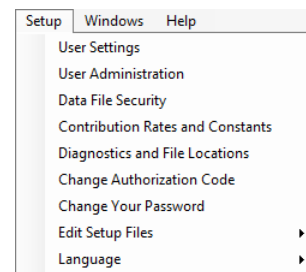 Setup Windows Help
User Settings
User Administration
Data File Security
Contribution Rates and Constants
Diagnostics and File Locations
Change Authorization Code
Change Your Password
Edit Setup Files
Language